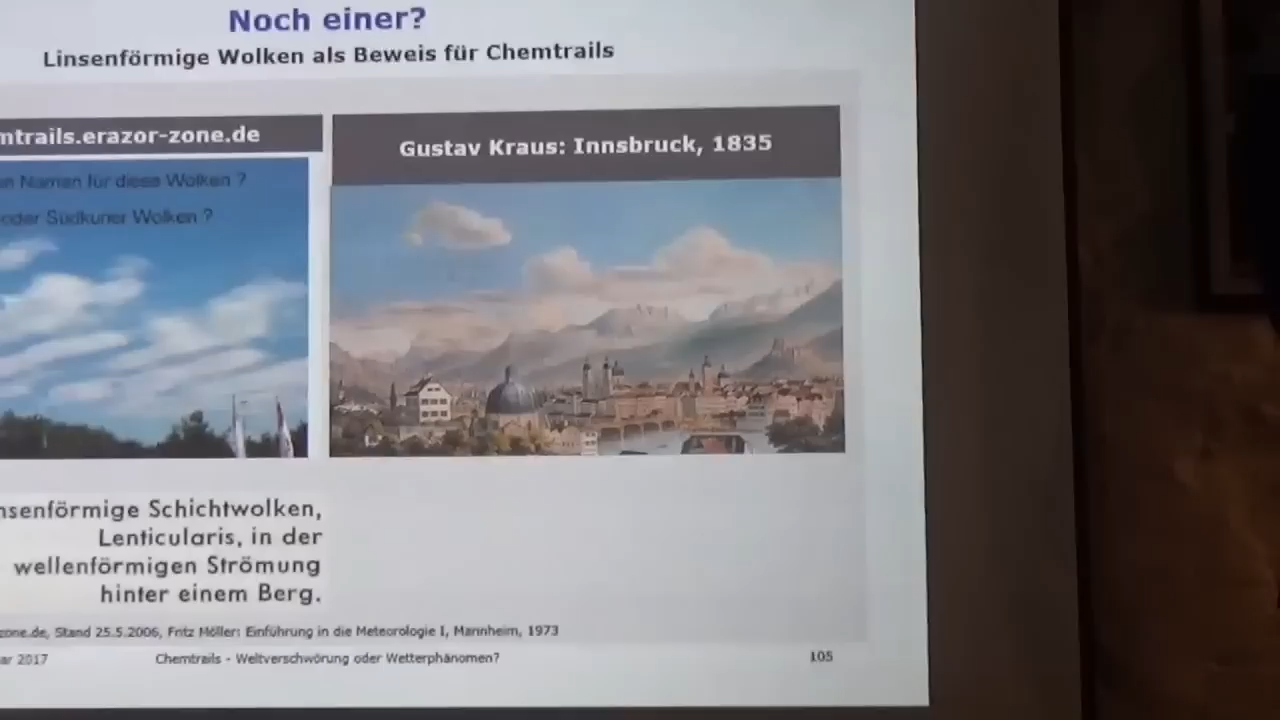 Noch einer?
Linsenförmige Wolken als Beweis für Chemtrails
mtrails.erazor-zone.de
Gustav Kraus: Innsbruck, 1835
n Namen für diese Wolken ?
oder Südkurier Wolken ?
nsenförmige Schichtwolken,
Lenticularis, in der
wellenförmigen Strömung
hinter einem Berg.
zone.de, Stand 25.5.2006, Fritz Möller: Einführung in die Meteorologie I, Mannheim, 1973
ar 2017
Chemtrails - Weltverschwörung oder Wetterphänomen?
105